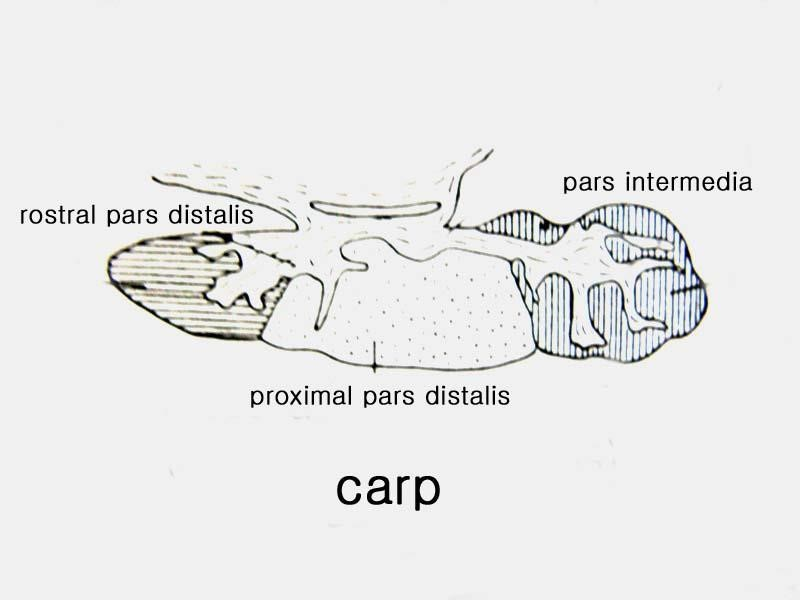 pars intermedia
rostral pars distalis
proximal pars distalis
carp